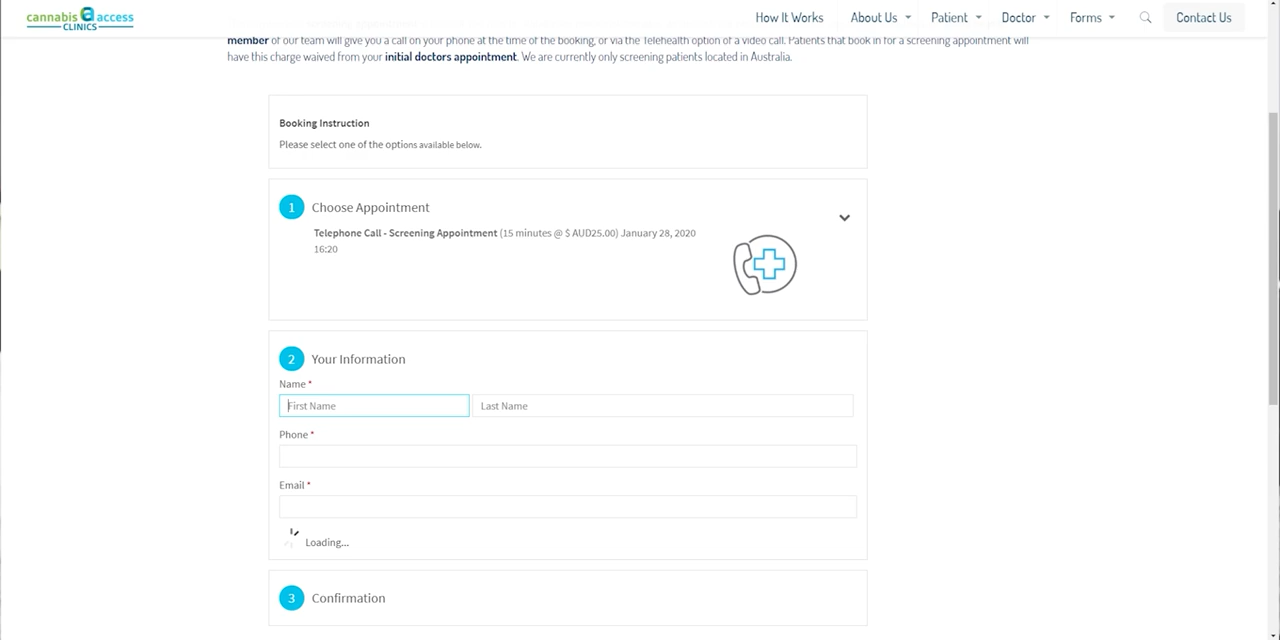 cannabis access
CLINICS
How It Works
About Us
Patient
Doctor
Forms
Contact Us
member of our team will give you a call on your phone at the time of the booking, or via the Telehealth option of a video call. Patients that book in for a screening appointment will
have this charge waived from your initial doctors appointment. We are currently only screening patients located in Australia.
Booking Instruction
Please select one of the options available below.
1 Choose Appointment
Telephone Call - Screening Appointment (15 minutes @ $ AUD25.00) January 28, 2020
16:20
2 Your Information
Name *
First Name Last Name
Phone *
Email *
Loading...
3 Confirmation